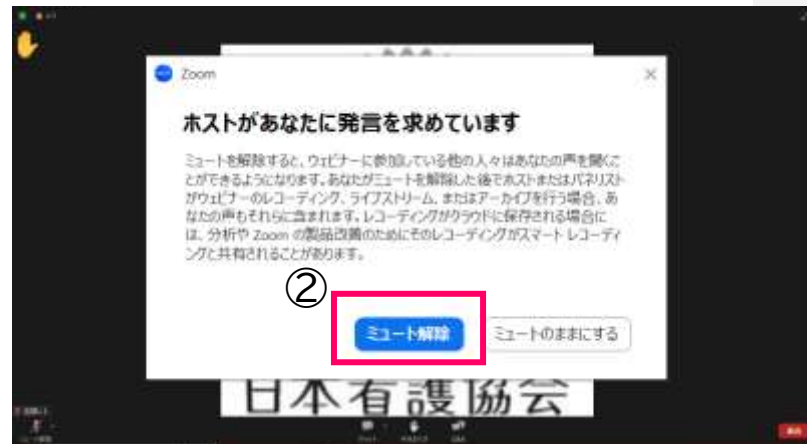 Zoom
ホストがあなたに発言を求めています
ミュートを解除すると、ウェビナーに参加している他の人々はあなたの声を聞くこ
とができるようになります。あなたがミュートを解除した後でホストまたはパネリスト
がウェビナーのレコーディング、ライブストリーム、またはアーカイブを行う場合、あ
なたの声もそれらに含まれます。レコーディングがクラウドに保存される場合に
は、分析や Zoom の製品改善のためにそのレコーディングがスマート レコーディ
ングと共有されることがあります。
②
ミュート解除
ミュートのままにする
日本看護協会